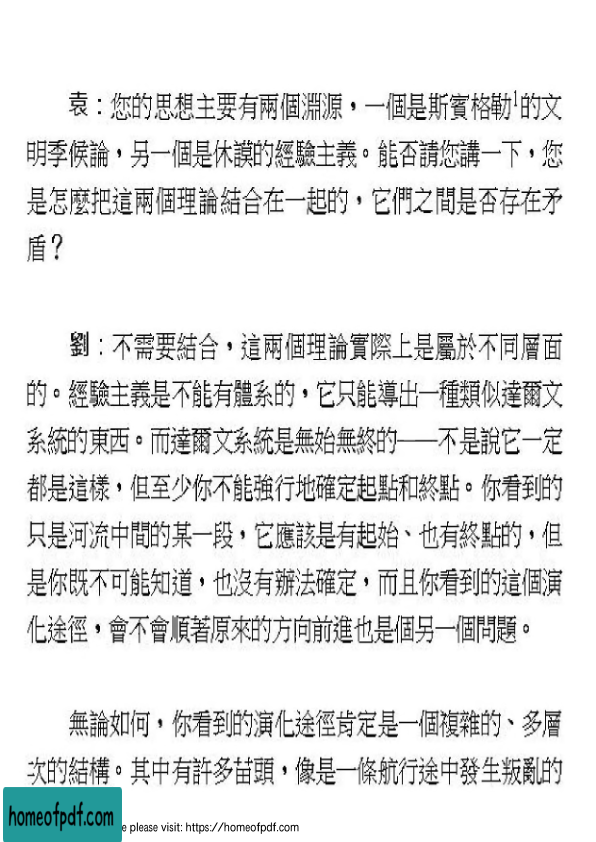 袁：您的思想主要有兩個淵源，一個是斯賓格勒1的文
明季候論，另一個是休謨的經驗主義。能否請您講一下，您
是怎麼把這兩個理論結合在一起的，它們之間是否存在矛
盾？
劉：不需要結合，這兩個理論實際上是屬於不同層面
的。經驗主義是不能有體系的，它只能導出一種類似達爾文
系統的東西。而達爾文系統是無始無終的——不是說它一定
都是這樣，但至少你不能強行地確定起點和終點。你看到的
只是河流中間的某一段，它應該是有起始、也有終點的，但
是你既不可能知道，也沒有辦法確定，而且你看到的這個演
化途徑，會不會順著原來的方向前進也是個另一個問題。
無論如何，你看到的演化途徑肯定是一個複雜的、多層
次的結構。其中有許多苗頭，像是一條航行途中發生叛亂的
homeofpdf.com
e please visit: https://homeofpdf.com